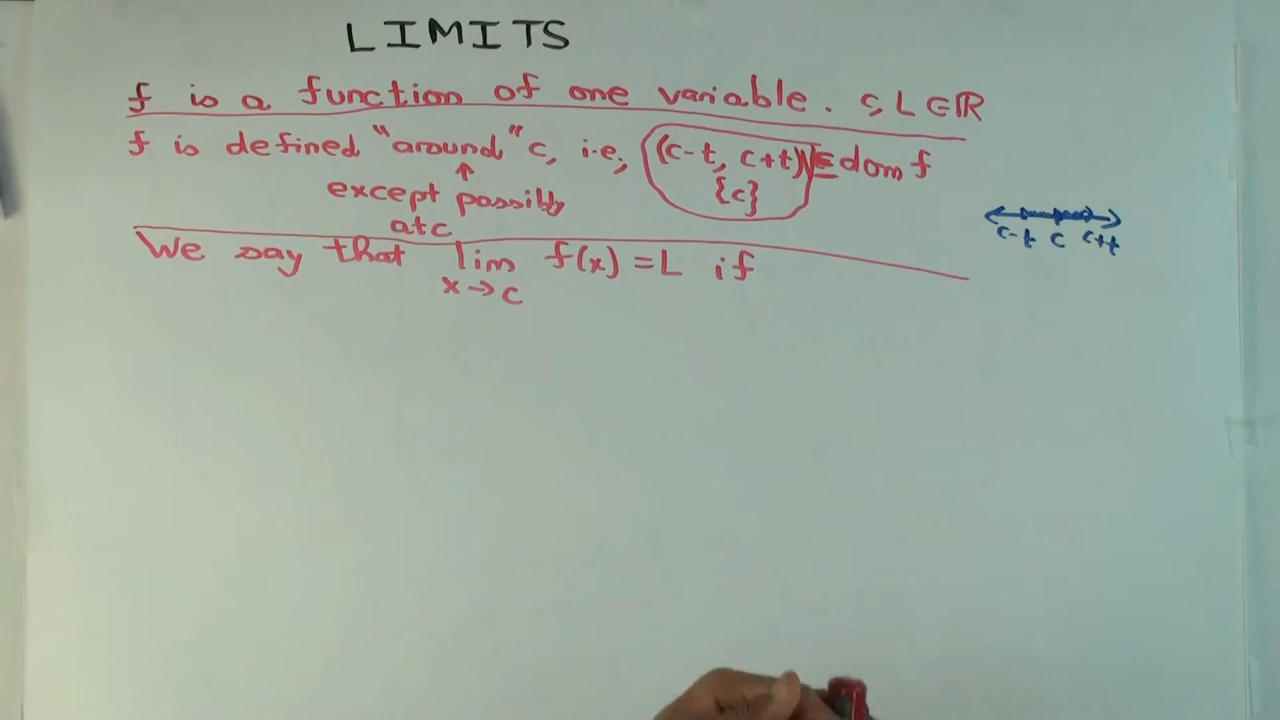 LIMITS
f is a function of one variable. c, L ∈ ℝ
f is defined "around" c, i.e., (c-t, c+t) \ {c} ⊆ dom f
↑
except possibly
at c
c-t c c+t
We say that lim f(x) = L if
x → c